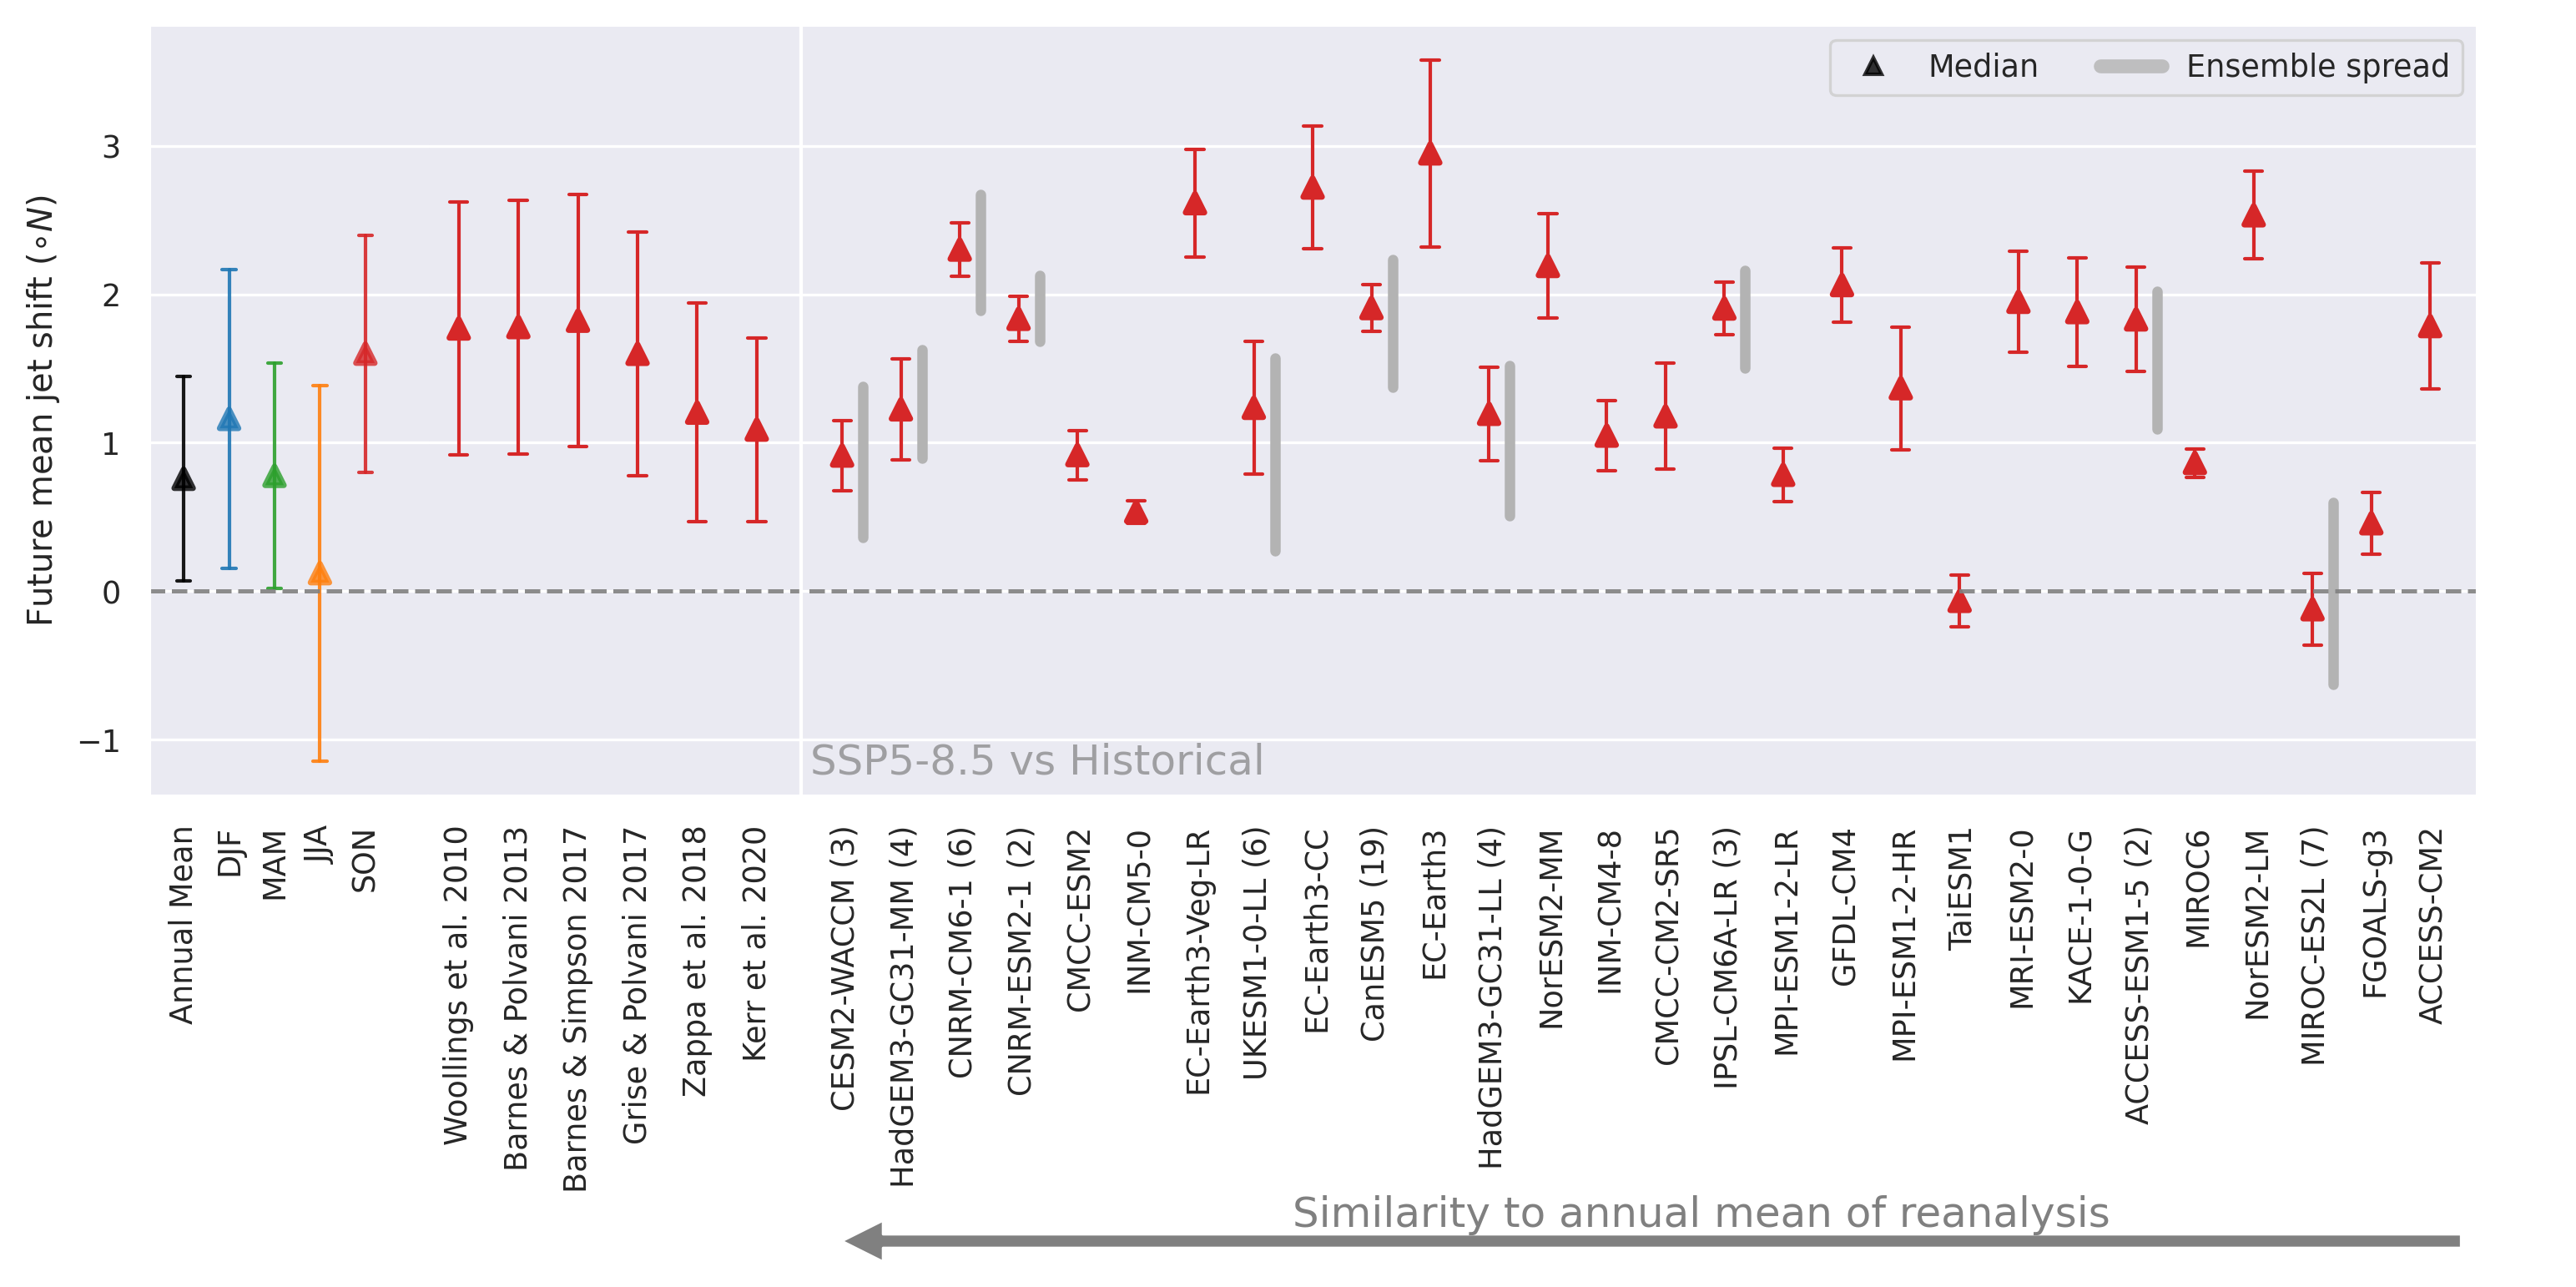 Median
Ensemble spread
Future mean jet shift (∘N)
3
2
1
0
−1
SSP5-8.5 vs Historical
Annual Mean
DJF
MAM
JJA
SON
Woollings et al. 2010
Barnes & Polvani 2013
Barnes & Simpson 2017
Grise & Polvani 2017
Zappa et al. 2018
Kerr et al. 2020
CESM2-WACCM (3)
HadGEM3-GC31-MM (4)
CNRM-CM6-1 (6)
CNRM-ESM2-1 (2)
CMCC-ESM2
INM-CM5-0
EC-Earth3-Veg-LR
UKESM1-0-LL (6)
EC-Earth3-CC
CanESM5 (19)
EC-Earth3
HadGEM3-GC31-LL (4)
NorESM2-MM
INM-CM4-8
CMCC-CM2-SR5
IPSL-CM6A-LR (3)
MPI-ESM1-2-LR
GFDL-CM4
MPI-ESM1-2-HR
TaiESM1
MRI-ESM2-0
KACE-1-0-G
ACCESS-ESM1-5 (2)
MIROC6
NorESM2-LM
MIROC-ES2L (7)
FGOALS-g3
ACCESS-CM2
Similarity to annual mean of reanalysis